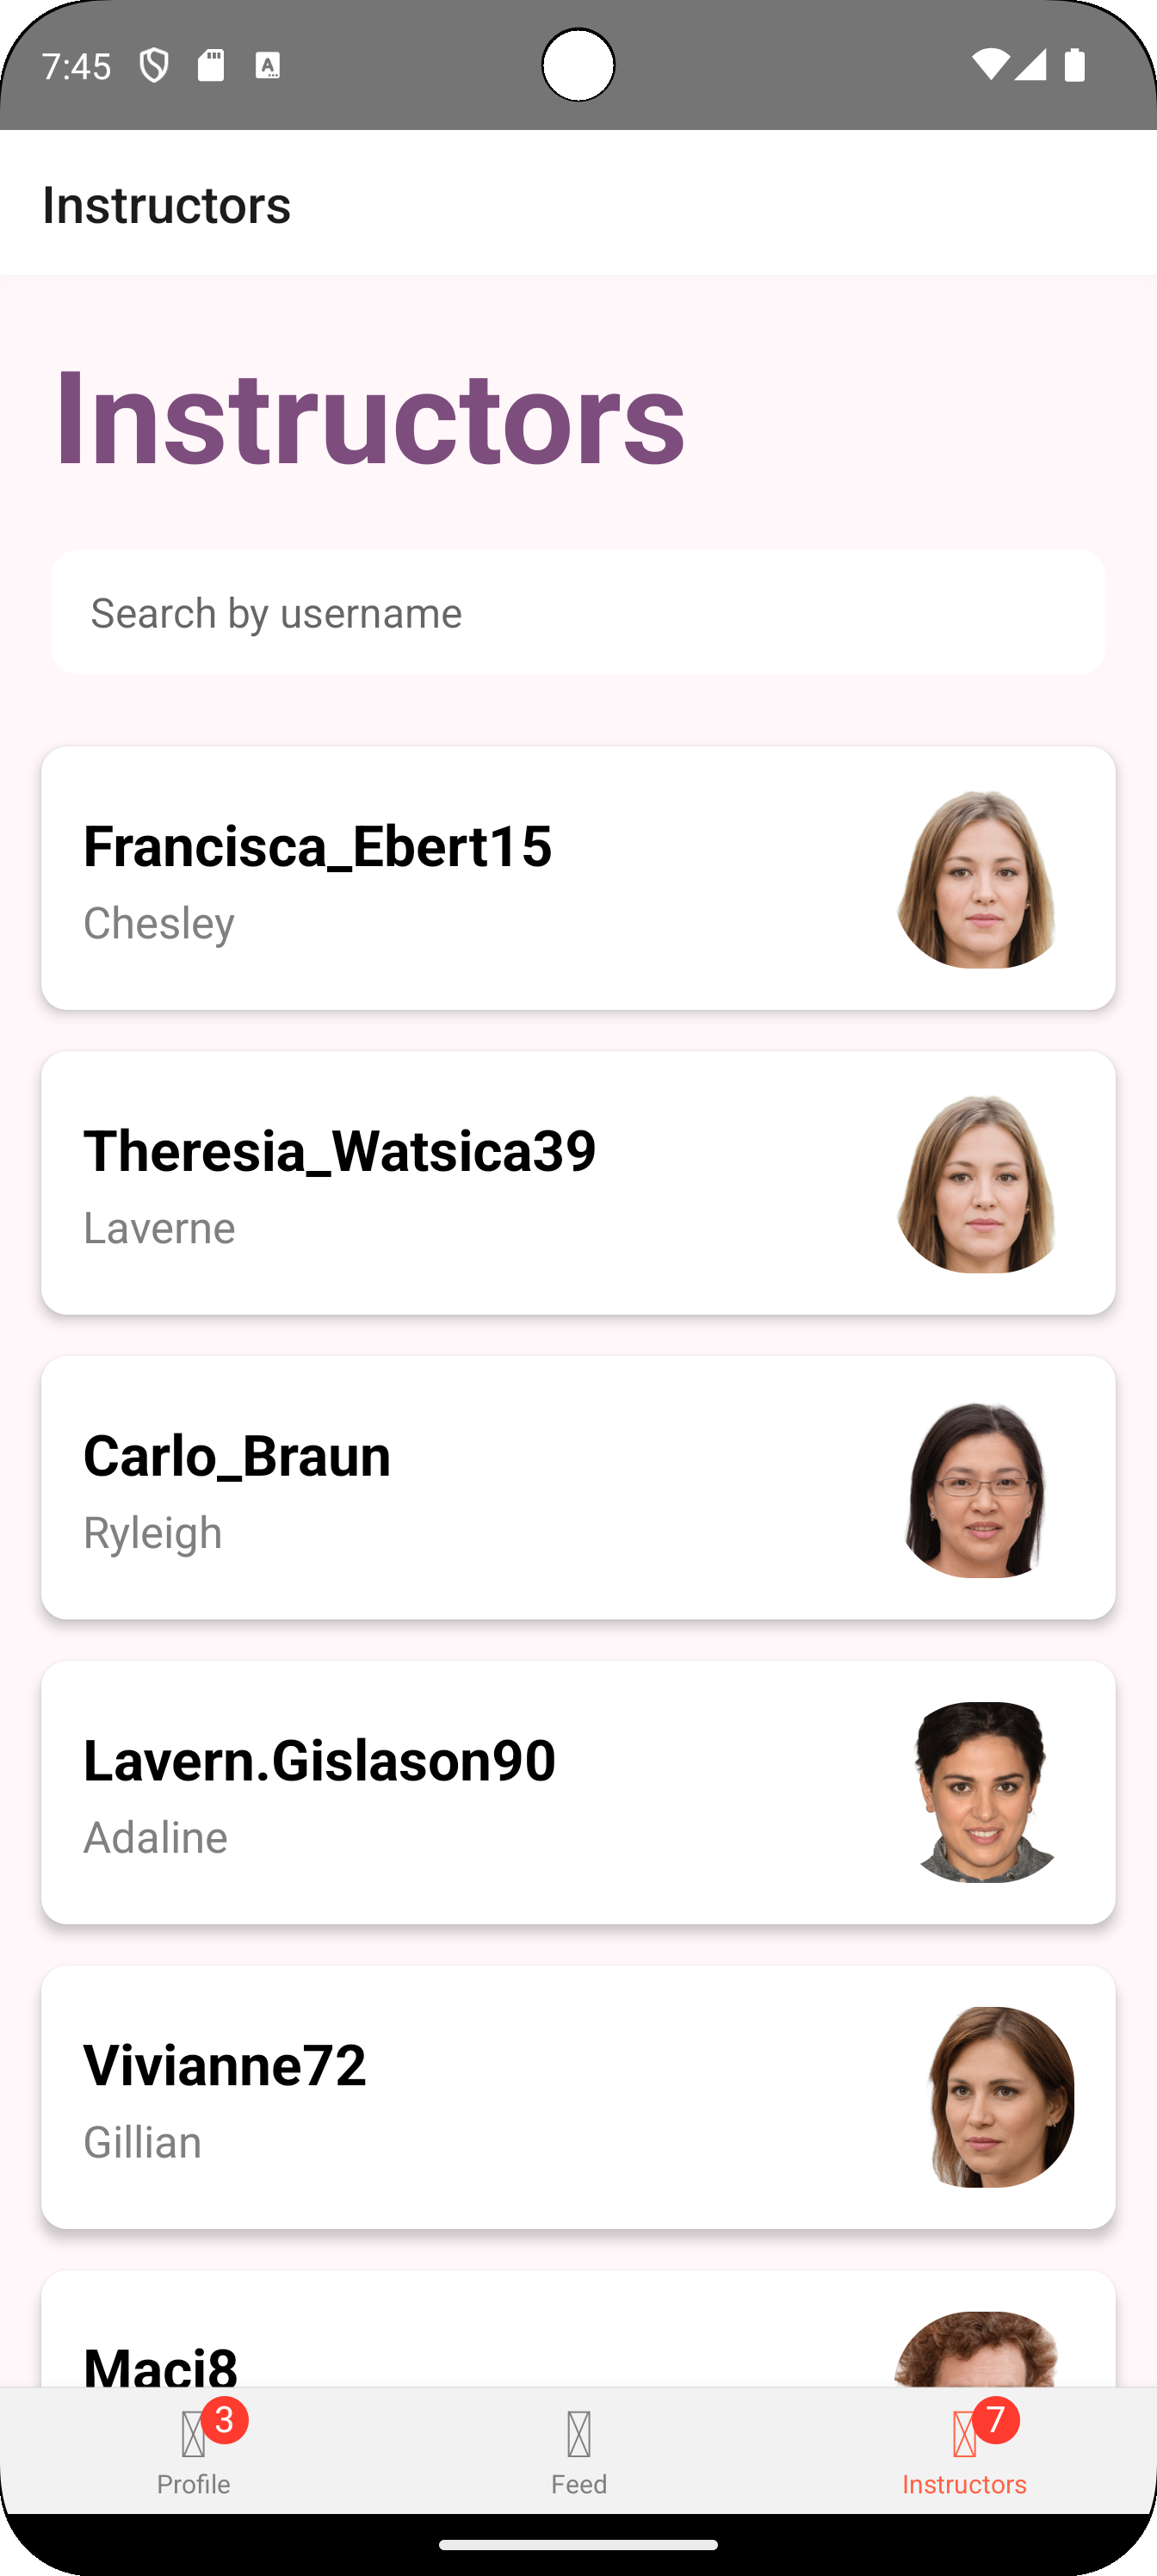 7:45
Instructors
Instructors
Search by username
Francisca_Ebert15
Chesley
Theresia_Watsica39
Laverne
Carlo_Braun
Ryleigh
Lavern.Gislason90
Adaline
Vivianne72
Gillian
Maci8
3
7
Profile
Feed
Instructors